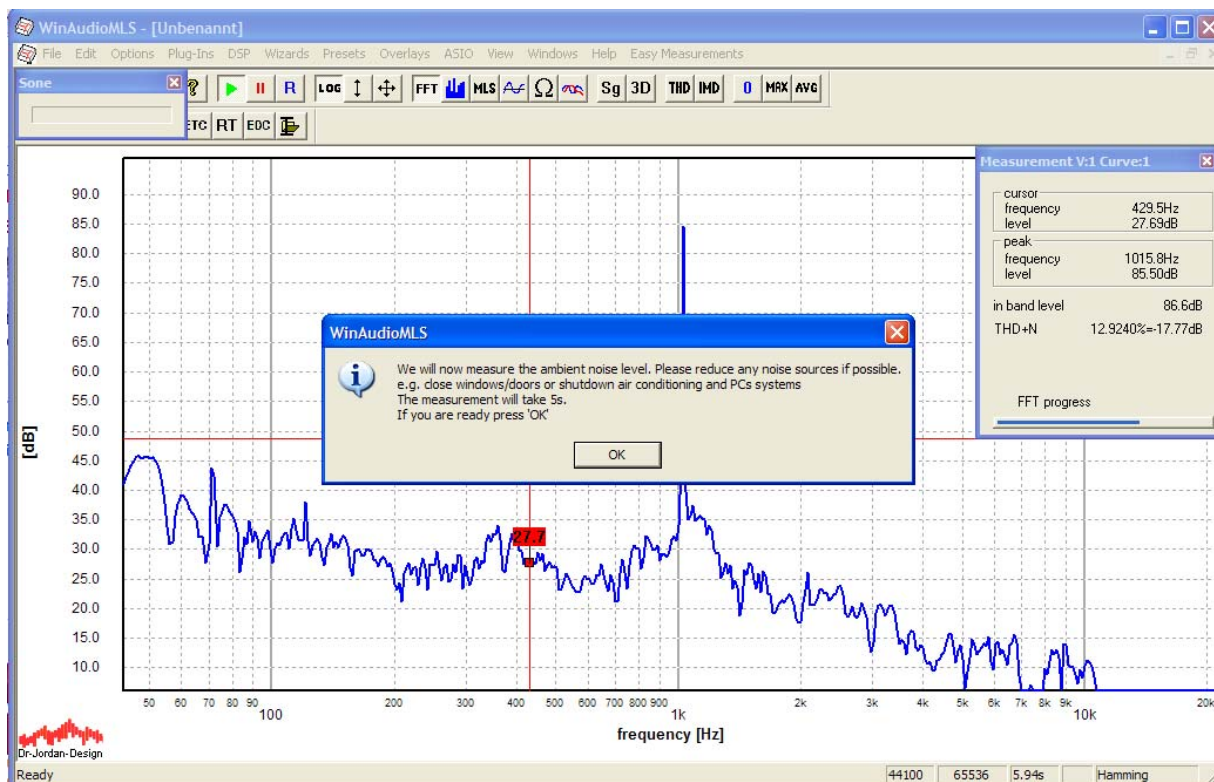 WinAudioMLS - [Unbenannt]
File Edit Options Plug-Ins DSP Wizards Presets Overlays ASIO View Windows Help Easy Measurements
Sone
? R LOG FFT MLS Ω Sg 3D THD IMD 0 MAX AVG
ETC RT EDC
Measurement V:1 Curve:1
cursor
frequency 429.5Hz
level 27.69dB
peak
frequency 1015.8Hz
level 85.50dB
in band level 86.6dB
THD+N 12.9240%=-17.77dB
FFT progress
WinAudioMLS
We will now measure the ambient noise level. Please reduce any noise sources if possible.
e.g. close windows/doors or shutdown air conditioning and PCs systems
The measurement will take 5s.
If you are ready press 'OK'
OK
27.7
[dB]
90.0
85.0
80.0
75.0
70.0
65.0
60.0
55.0
50.0
45.0
40.0
35.0
30.0
25.0
20.0
15.0
10.0
50 60 70 80 90 100 200 300 400 500 600 700 800 900 1k 2k 3k 4k 5k 6k 7k 8k 9k 10k 20k
frequency [Hz]
Dr-Jordan-Design
Ready 44100 65536 5.94s Hamming